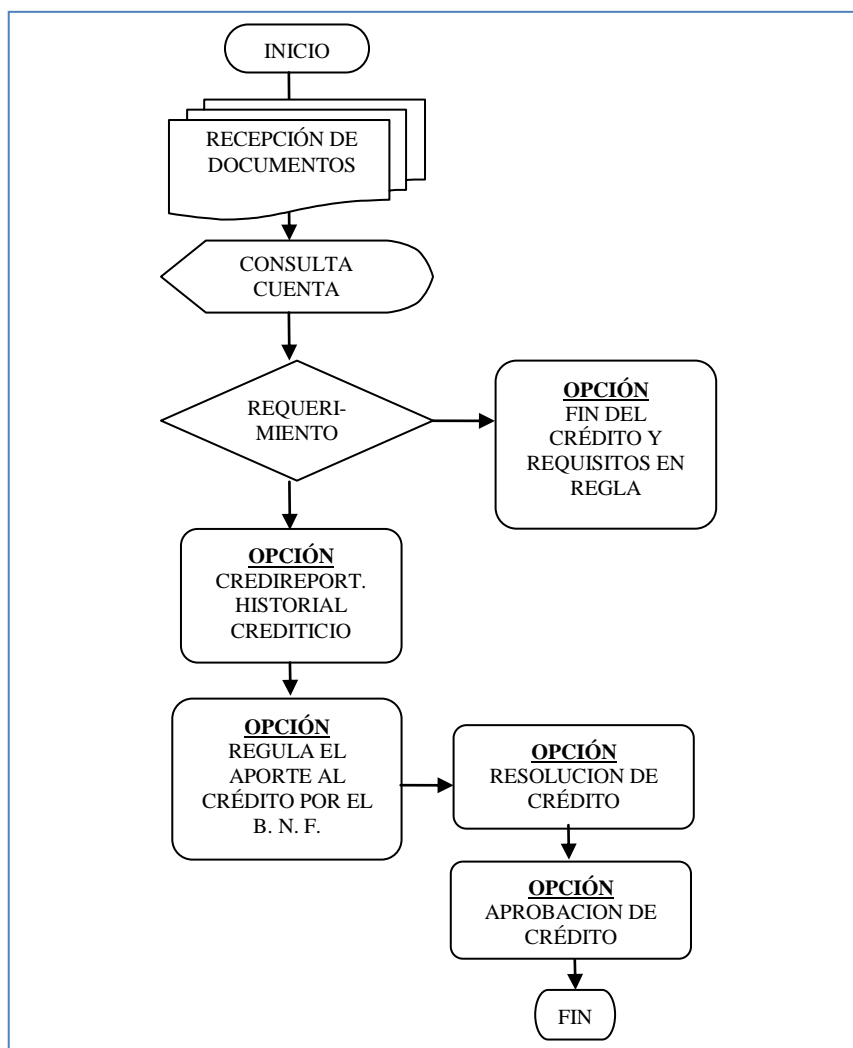 INICIO
RECEPCIÓN DE
DOCUMENTOS
CONSULTA
CUENTA
REQUERI-
MIENTO
OPCIÓN
FIN DEL
CRÉDITO Y
REQUISITOS EN
REGLA
OPCIÓN
CREDIREPORT.
HISTORIAL
CREDITICIO
OPCIÓN
REGULA EL
APORTE AL
CRÉDITO POR EL
B. N. F.
OPCIÓN
RESOLUCION DE
CRÉDITO
OPCIÓN
APROBACION DE
CRÉDITO
FIN